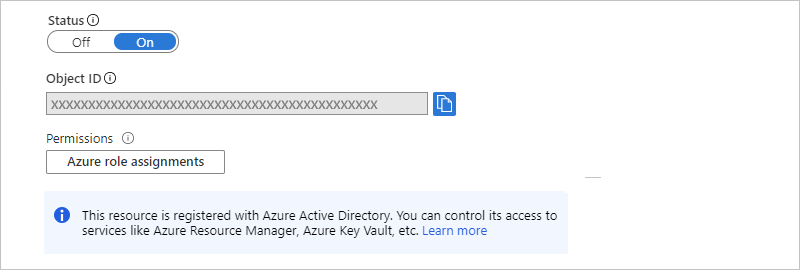 Status
Off On
Object ID
XXXXXXXXXXXXXXXXXXXXXXXXXXXXXXXXXXXXXXXXXXXX
Permissions
Azure role assignments
This resource is registered with Azure Active Directory. You can control its access to
services like Azure Resource Manager, Azure Key Vault, etc. Learn more